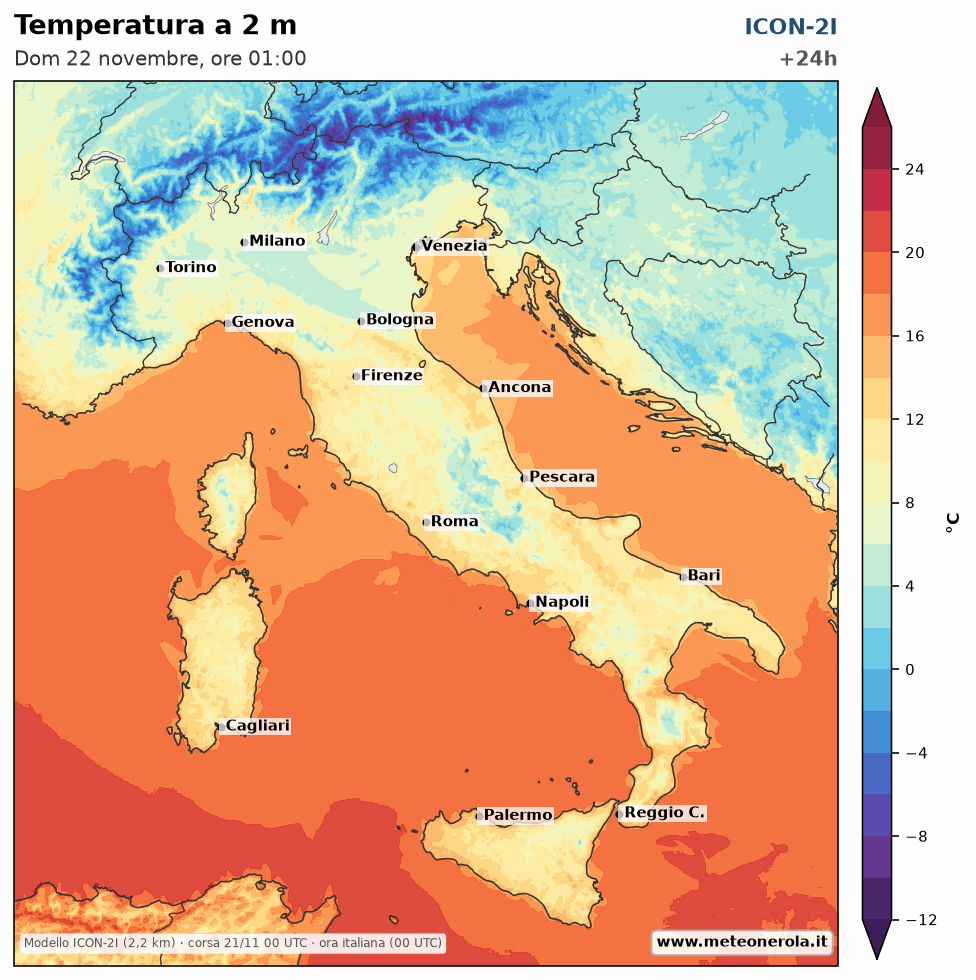 Temperatura a 2 m
ICON-2I
Dom 22 novembre, ore 01:00
+24h
24
20
16
12
8
4
0
−4
−8
−12
°C
Milano
Venezia
Torino
Genova
Bologna
Firenze
Ancona
Pescara
Roma
Bari
Napoli
Cagliari
Palermo
Reggio C.
Modello ICON-2I (2,2 km) · corsa 21/11 00 UTC · ora italiana (00 UTC)
www.meteonerola.it